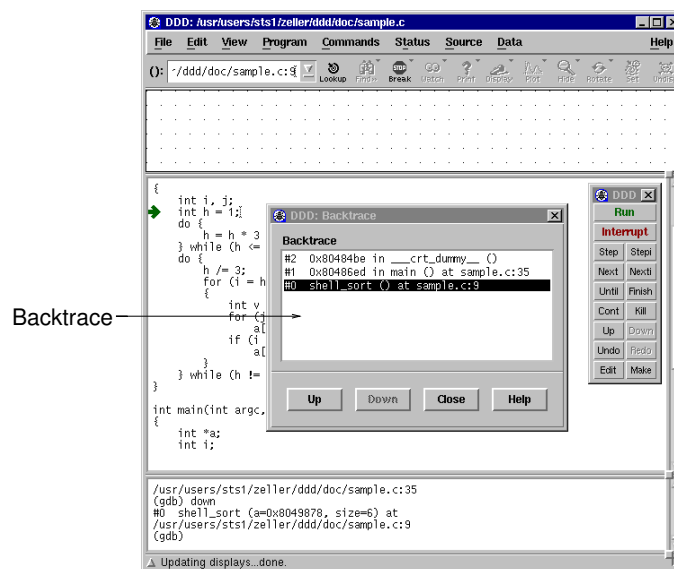 DDD: /usr/users/sts1/zeller/ddd/doc/sample.c
File Edit View Program Commands Status Source Data Help
(): ~/ddd/doc/sample.c:9 Lookup Find» Break Watch Print Display Plot Hide Rotate Set Undisp
{
int i, j;
int h = 1;
do {
h = h * 3
} while (h <=
do {
h /= 3;
for (i = h
{
int v
for (j
a[
if (i
a[
}
} while (h !=
}
int main(int argc,
{
int *a;
int i;
DDD: Backtrace
Backtrace
#2 0x80484be in ___crt_dummy__ ()
#1 0x80486ed in main () at sample.c:35
#0 shell_sort () at sample.c:9
Up Down Close Help
DDD
Run
Interrupt
Step Stepi
Next Nexti
Until Finish
Cont Kill
Up Down
Undo Redo
Edit Make
Backtrace
/usr/users/sts1/zeller/ddd/doc/sample.c:35
(gdb) down
#0 shell_sort (a=0x8049878, size=6) at
/usr/users/sts1/zeller/ddd/doc/sample.c:9
(gdb)
Updating displays...done.